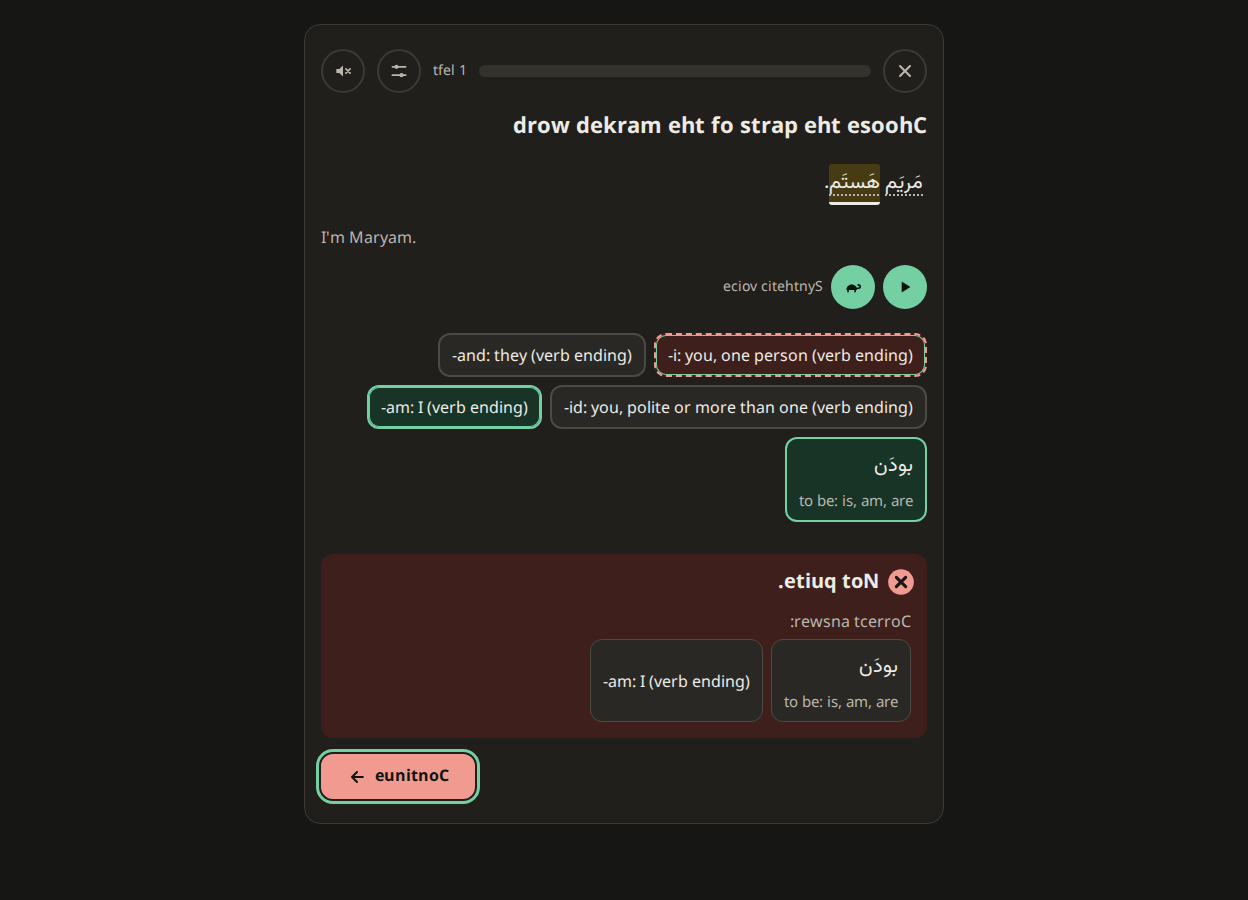 tfel 1
drow dekram eht fo strap eht esoohC
مَریَم هَستَم.
I'm Maryam.
eciov citehtnyS
-i: you, one person (verb ending)
-and: they (verb ending)
-id: you, polite or more than one (verb ending)
-am: I (verb ending)
بودَن
to be: is, am, are
.etiuq toN
:rewsna tcerroC
بودَن
to be: is, am, are
-am: I (verb ending)
eunitnoC